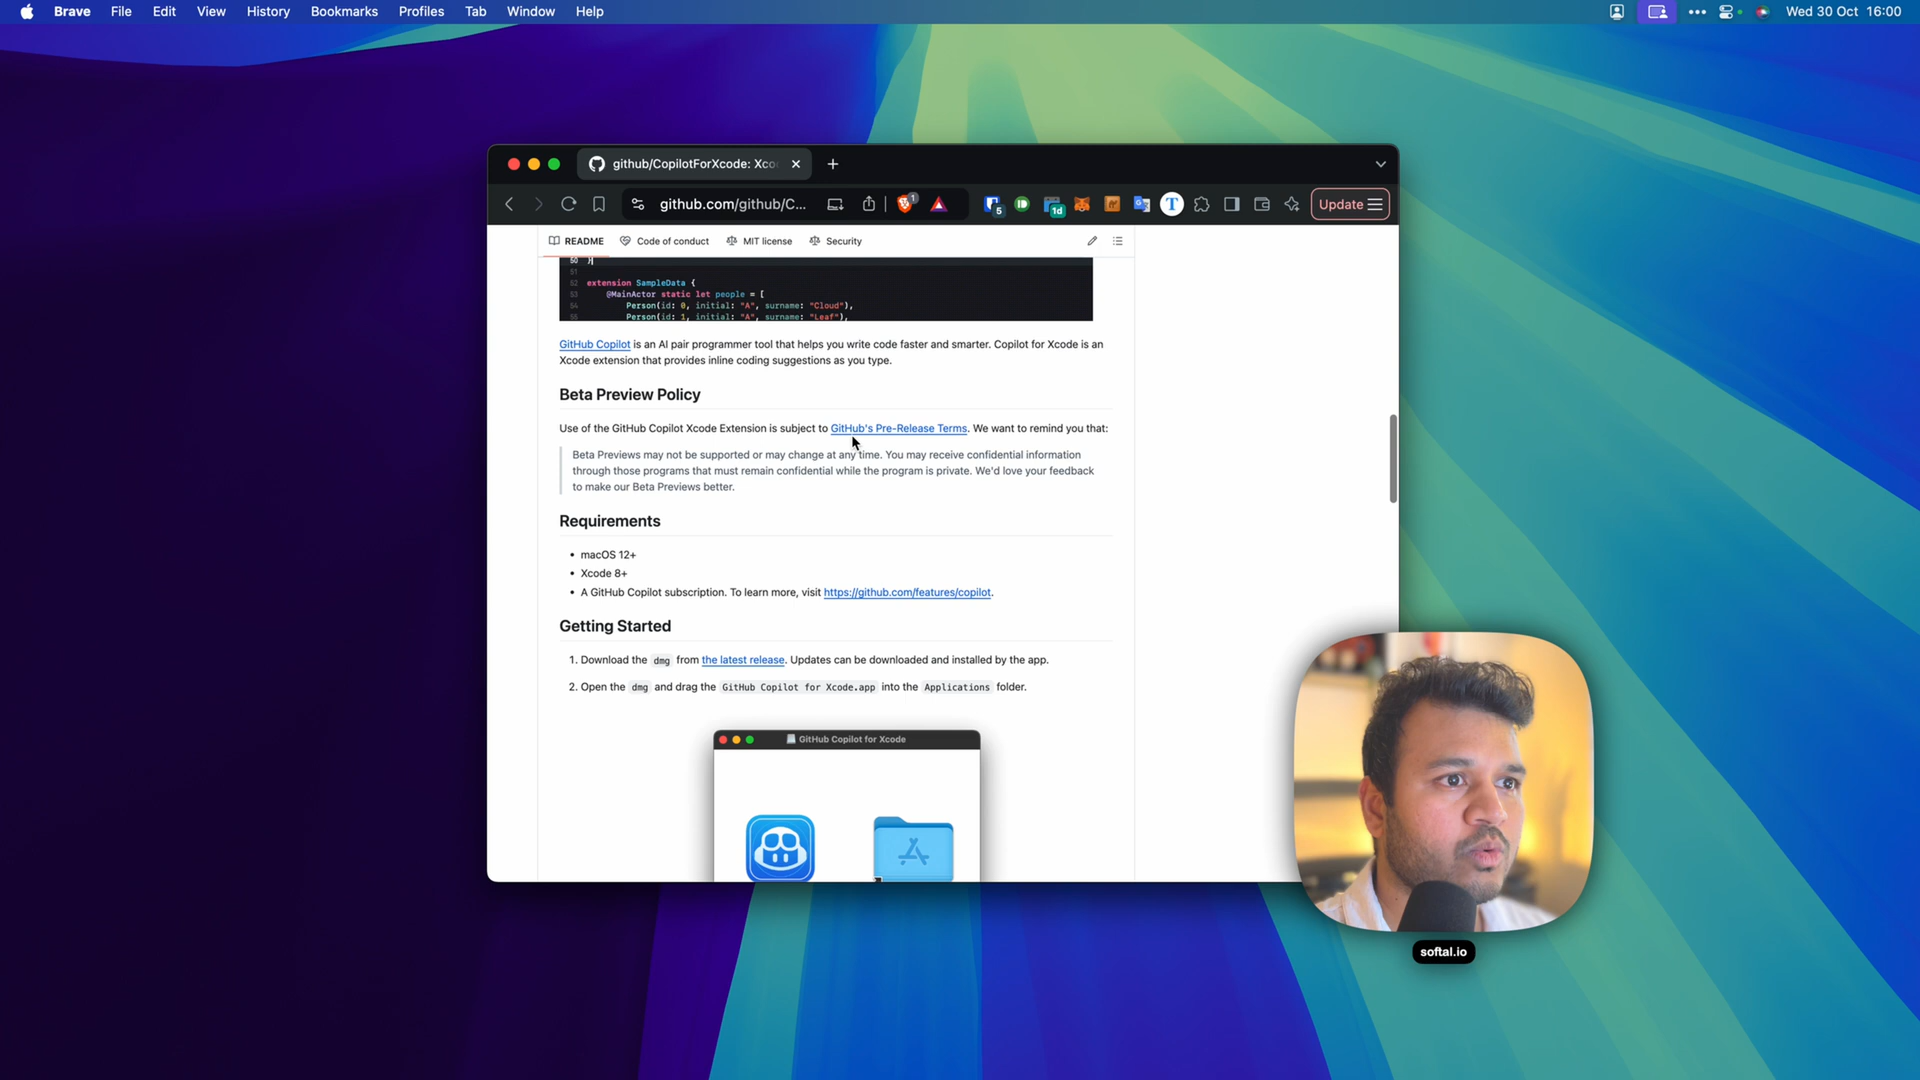 Brave File Edit View History Bookmarks Profiles Tab Window Help Wed 30 Oct 16:00
github/CopilotForXcode: Xco
github.com/github/C... 1 5 1d T Update
README Code of conduct MIT license Security
50 }
51
52 extension SampleData {
53 @MainActor static let people = [
54 Person(id: 0, initial: "A", surname: "Cloud"),
55 Person(id: 1, initial: "A", surname: "Leaf"),
GitHub Copilot is an AI pair programmer tool that helps you write code faster and smarter. Copilot for Xcode is an
Xcode extension that provides inline coding suggestions as you type.
Beta Preview Policy
Use of the GitHub Copilot Xcode Extension is subject to GitHub's Pre-Release Terms. We want to remind you that:
Beta Previews may not be supported or may change at any time. You may receive confidential information
through those programs that must remain confidential while the program is private. We'd love your feedback
to make our Beta Previews better.
Requirements
• macOS 12+
• Xcode 8+
• A GitHub Copilot subscription. To learn more, visit https://github.com/features/copilot.
Getting Started
1. Download the dmg from the latest release. Updates can be downloaded and installed by the app.
2. Open the dmg and drag the GitHub Copilot for Xcode.app into the Applications folder.
GitHub Copilot for Xcode
softal.io